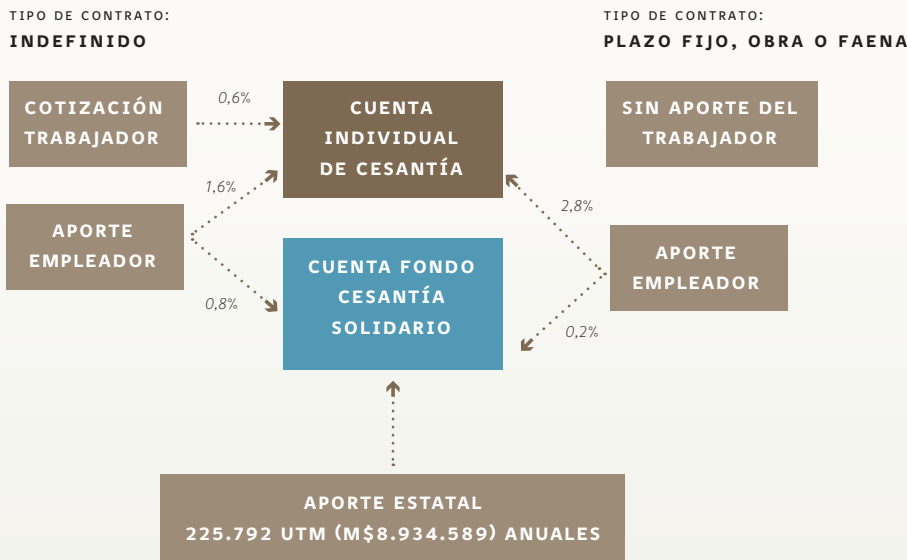 TIPO DE CONTRATO:
INDEFINIDO
TIPO DE CONTRATO:
PLAZO FIJO, OBRA O FAENA
COTIZACIÓN
TRABAJADOR
0,6%
CUENTA
INDIVIDUAL
DE CESANTÍA
SIN APORTE DEL
TRABAJADOR
1,6%
APORTE
EMPLEADOR
0,8%
2,8%
APORTE
EMPLEADOR
0,2%
CUENTA FONDO
CESANTÍA
SOLIDARIO
APORTE ESTATAL
225.792 UTM (M$8.934.589) ANUALES